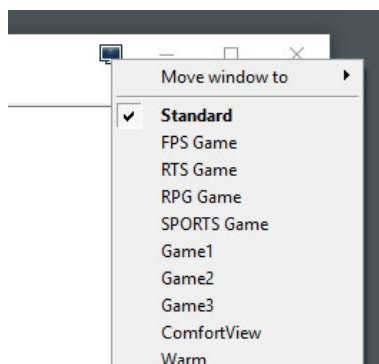 Move window to
Standard
FPS Game
RTS Game
RPG Game
SPORTS Game
Game1
Game2
Game3
ComfortView
Warm